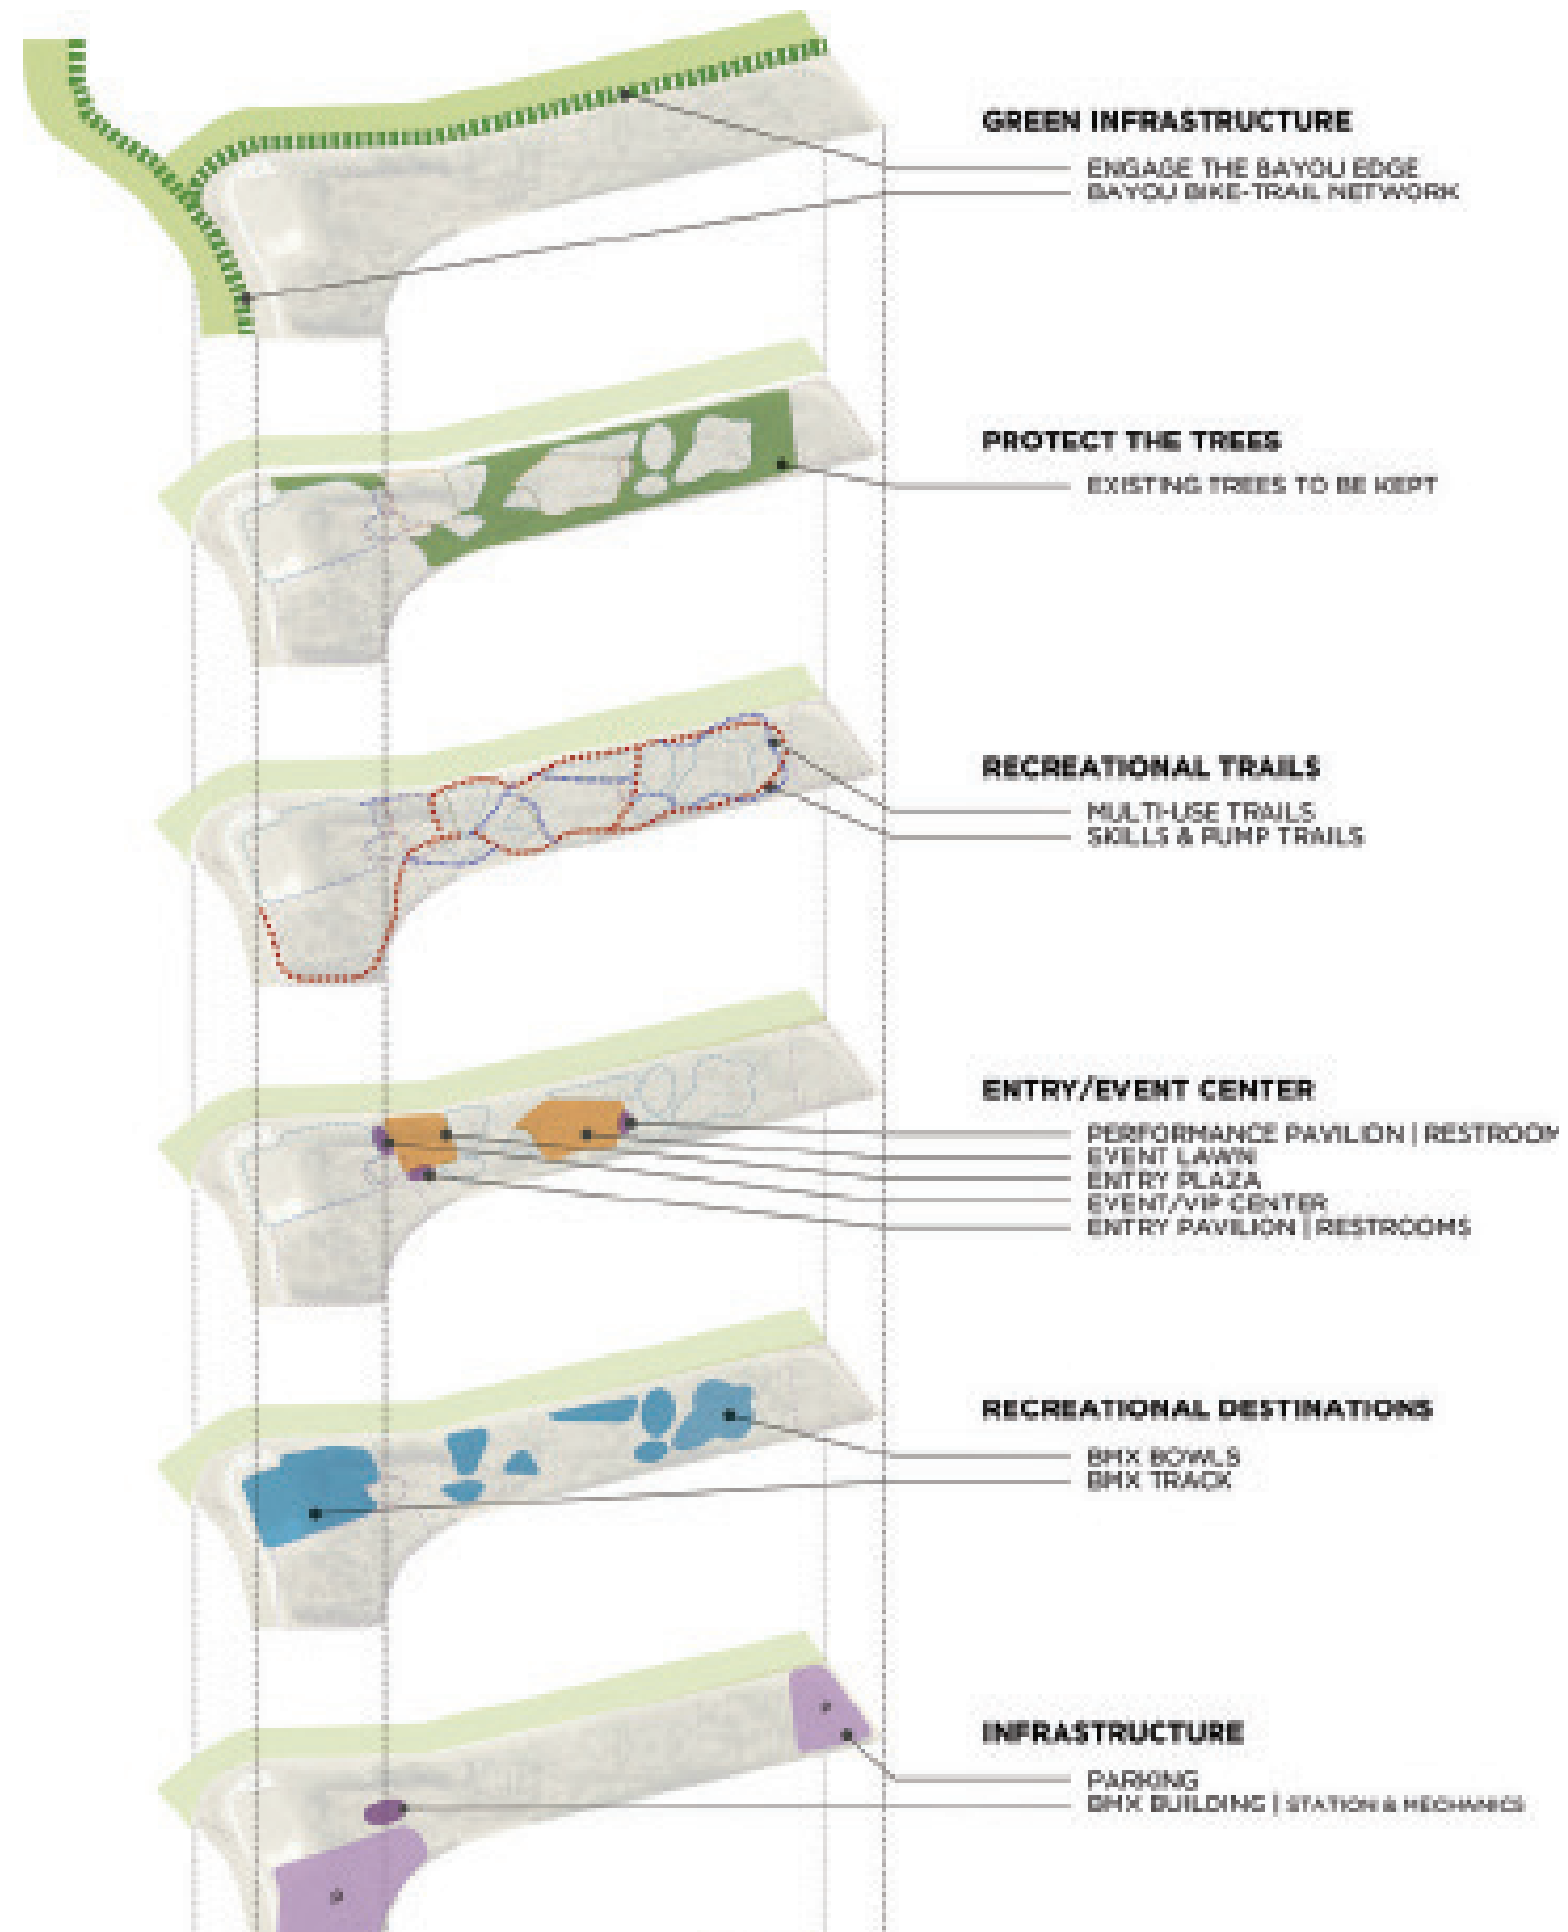 GREEN INFRASTRUCTURE
ENGAGE THE BAYOU EDGE
BAYOU BIKE-TRAIL NETWORK
PROTECT THE TREES
EXISTING TREES TO BE KEPT
RECREATIONAL TRAILS
MULTI-USE TRAILS
SKILLS & PUMP TRAILS
ENTRY/EVENT CENTER
PERFORMANCE PAVILION | RESTROOM
EVENT LAWN
ENTRY PLAZA
EVENT/VIP CENTER
ENTRY PAVILION | RESTROOMS
RECREATIONAL DESTINATIONS
BMX BOWLS
BMX TRACK
INFRASTRUCTURE
PARKING
BMX BUILDING | STATION & MECHANICS